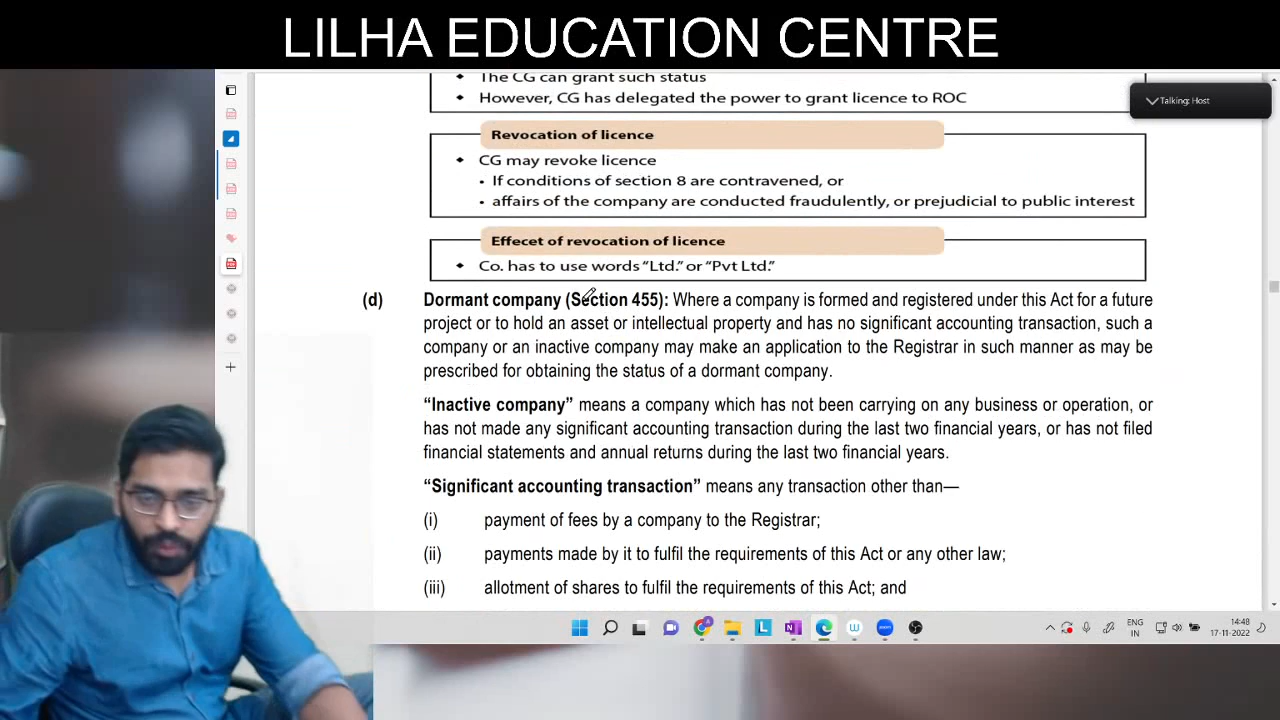 LILHA EDUCATION CENTRE
The CG can grant such status
However, CG has delegated the power to grant licence to ROC
Talking: Host
Revocation of licence
CG may revoke licence
If conditions of section 8 are contravened, or
affairs of the company are conducted fraudulently, or prejudicial to public interest
Effecet of revocation of licence
Co. has to use words “Ltd.” or “Pvt Ltd.”
(d) Dormant company (Section 455): Where a company is formed and registered under this Act for a future
project or to hold an asset or intellectual property and has no significant accounting transaction, such a
company or an inactive company may make an application to the Registrar in such manner as may be
prescribed for obtaining the status of a dormant company.
“Inactive company” means a company which has not been carrying on any business or operation, or
has not made any significant accounting transaction during the last two financial years, or has not filed
financial statements and annual returns during the last two financial years.
“Significant accounting transaction” means any transaction other than—
(i) payment of fees by a company to the Registrar;
(ii) payments made by it to fulfil the requirements of this Act or any other law;
(iii) allotment of shares to fulfil the requirements of this Act; and
ENG
IN
14:48
17-11-2022